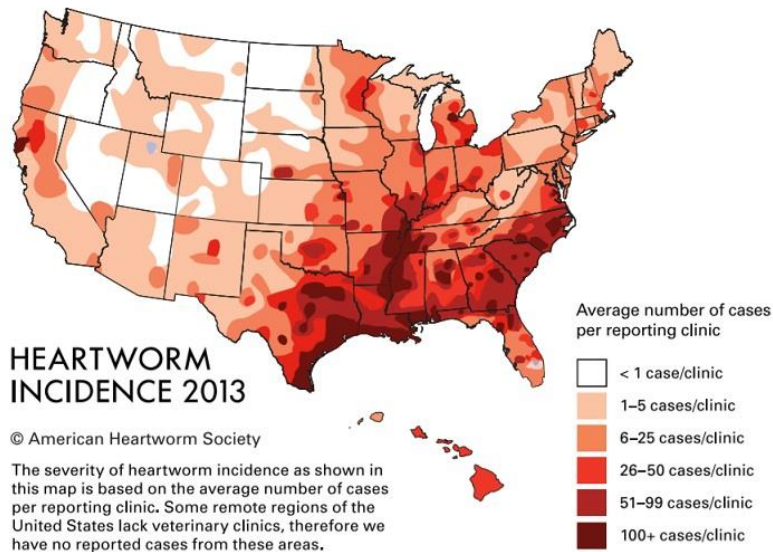 HEARTWORM
INCIDENCE 2013
© American Heartworm Society
The severity of heartworm incidence as shown in
this map is based on the average number of cases
per reporting clinic. Some remote regions of the
United States lack veterinary clinics, therefore we
have no reported cases from these areas.
Average number of cases
per reporting clinic
< 1 case/clinic
1–5 cases/clinic
6–25 cases/clinic
26–50 cases/clinic
51–99 cases/clinic
100+ cases/clinic